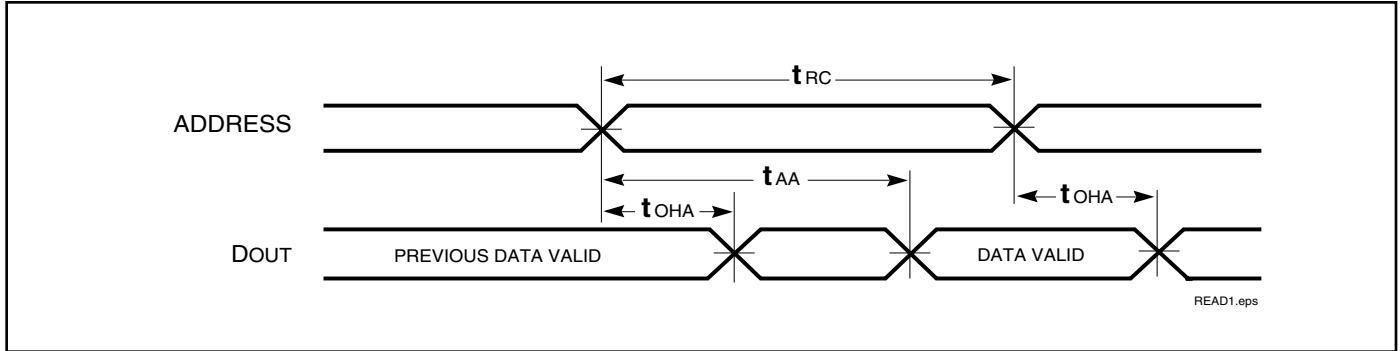 tRC
ADDRESS
tAA
tOHA
tOHA
DOUT
PREVIOUS DATA VALID
DATA VALID
READ1.eps